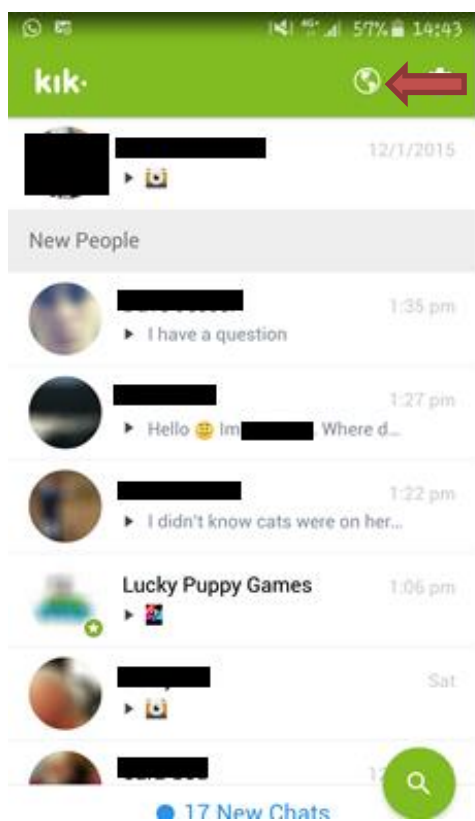 4G 57% 14:43
kik·
12/1/2015
New People
1:35 pm
I have a question
1:27 pm
Hello 😊 Im . Where d...
1:22 pm
I didn't know cats were on her...
Lucky Puppy Games 1:06 pm
Sat
17 New Chats